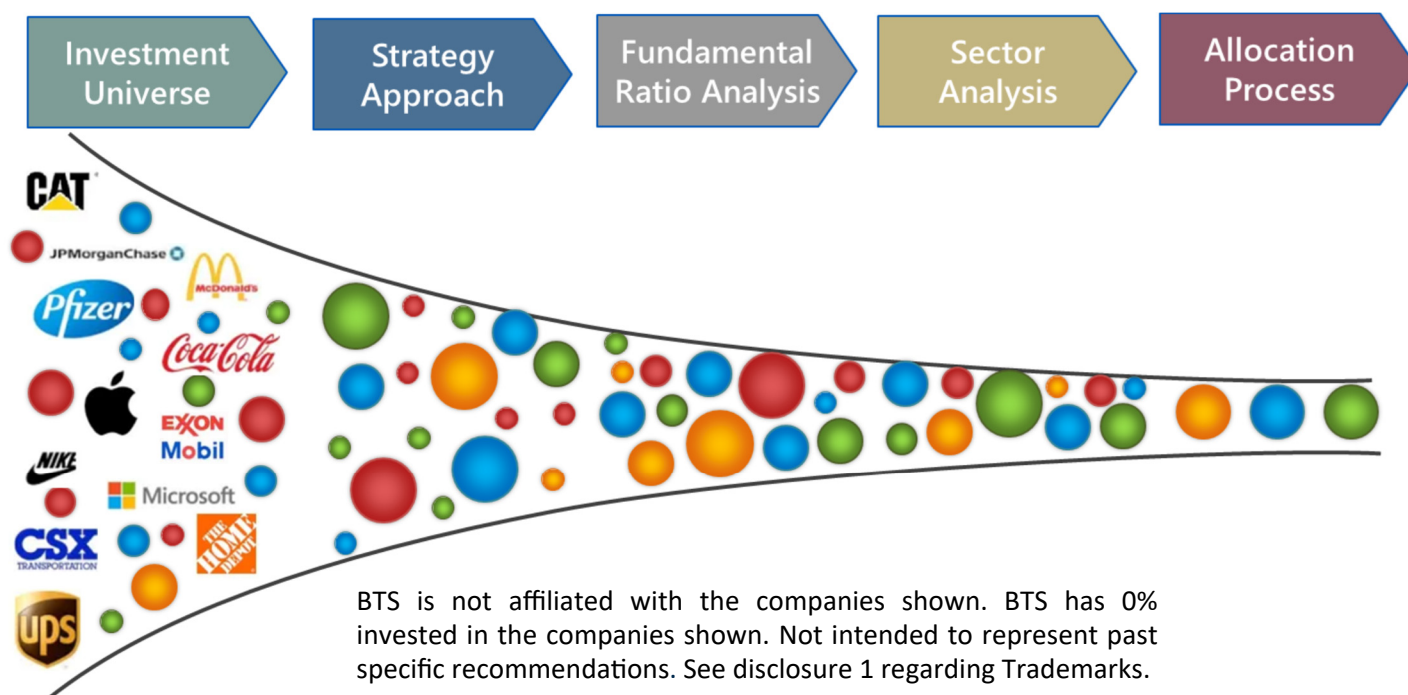 Investment
Universe
Strategy
Approach
Fundamental
Ratio Analysis
Sector
Analysis
Allocation
Process
CAT
JPMorganChase
McDonald's
Pfizer
Coca-Cola
EXXON
Mobil
NIKE
Microsoft
CSX
TRANSPORTATION
THE
HOME
DEPOT
ups
BTS is not affiliated with the companies shown. BTS has 0%
invested in the companies shown. Not intended to represent past
specific recommendations. See disclosure 1 regarding Trademarks.